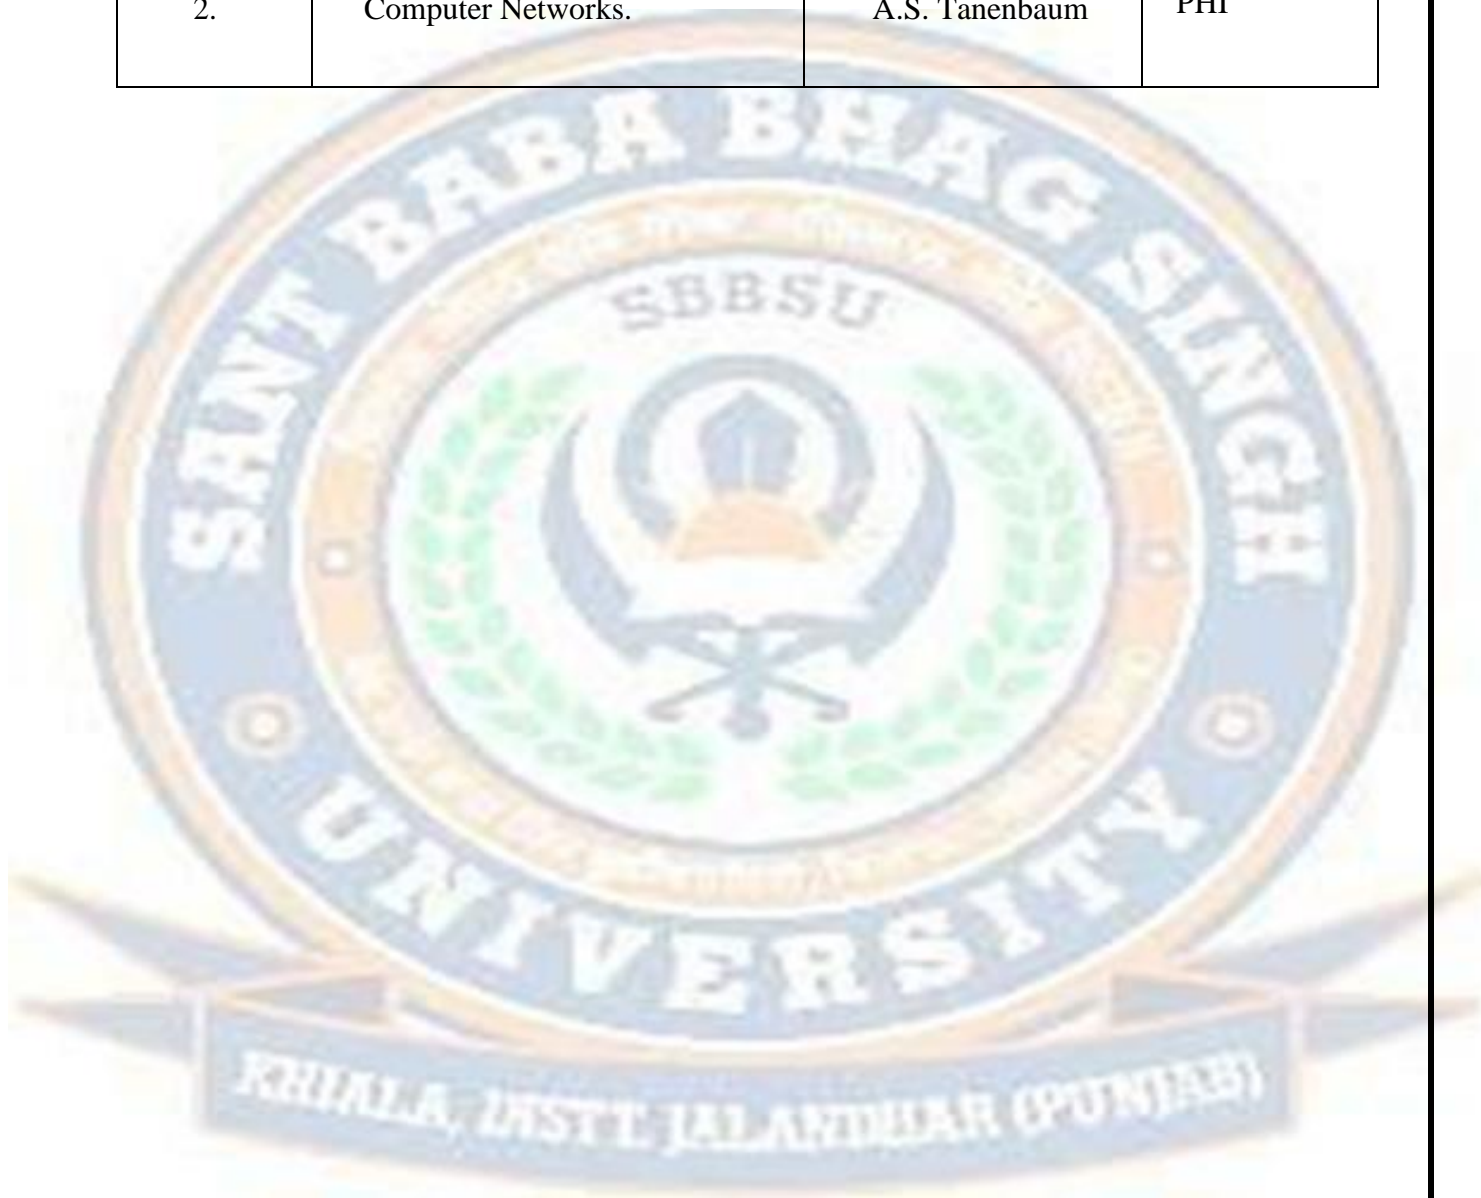 2. Computer Networks. A.S. Tanenbaum PHI
SANT BABA BHAG SINGH
SBBSU
UNIVERSITY
KHIALA, DISTT. JALANDHAR (PUNJAB)